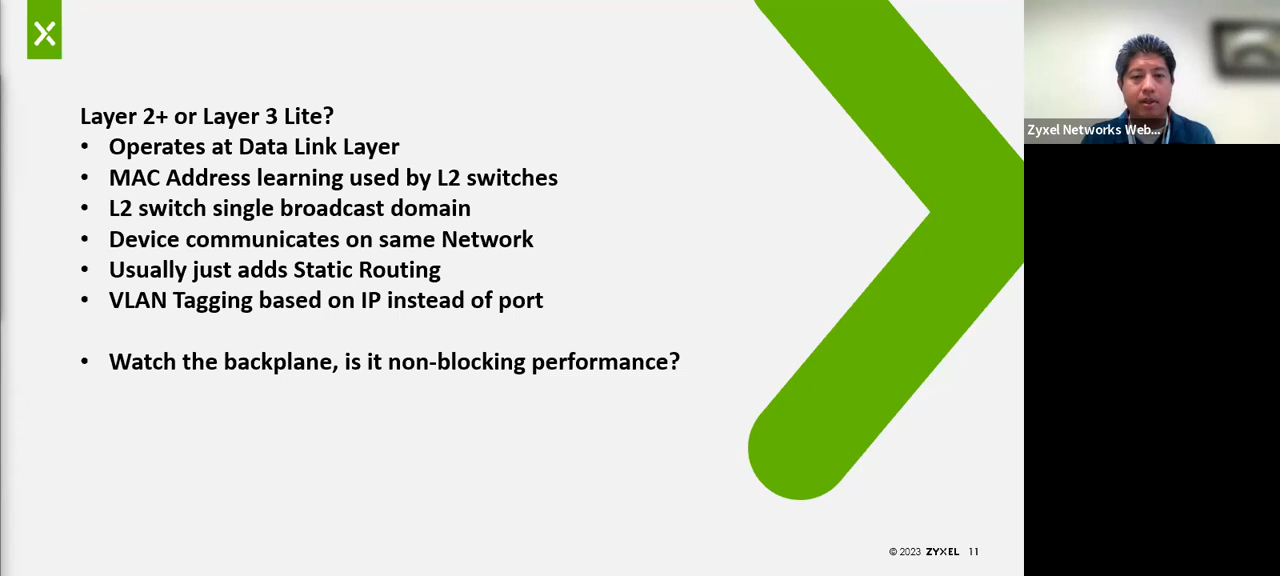 Layer 2+ or Layer 3 Lite?
• Operates at Data Link Layer
• MAC Address learning used by L2 switches
• L2 switch single broadcast domain
• Device communicates on same Network
• Usually just adds Static Routing
• VLAN Tagging based on IP instead of port
• Watch the backplane, is it non-blocking performance?
© 2023 ZYXEL 11
Zyxel Networks Web...